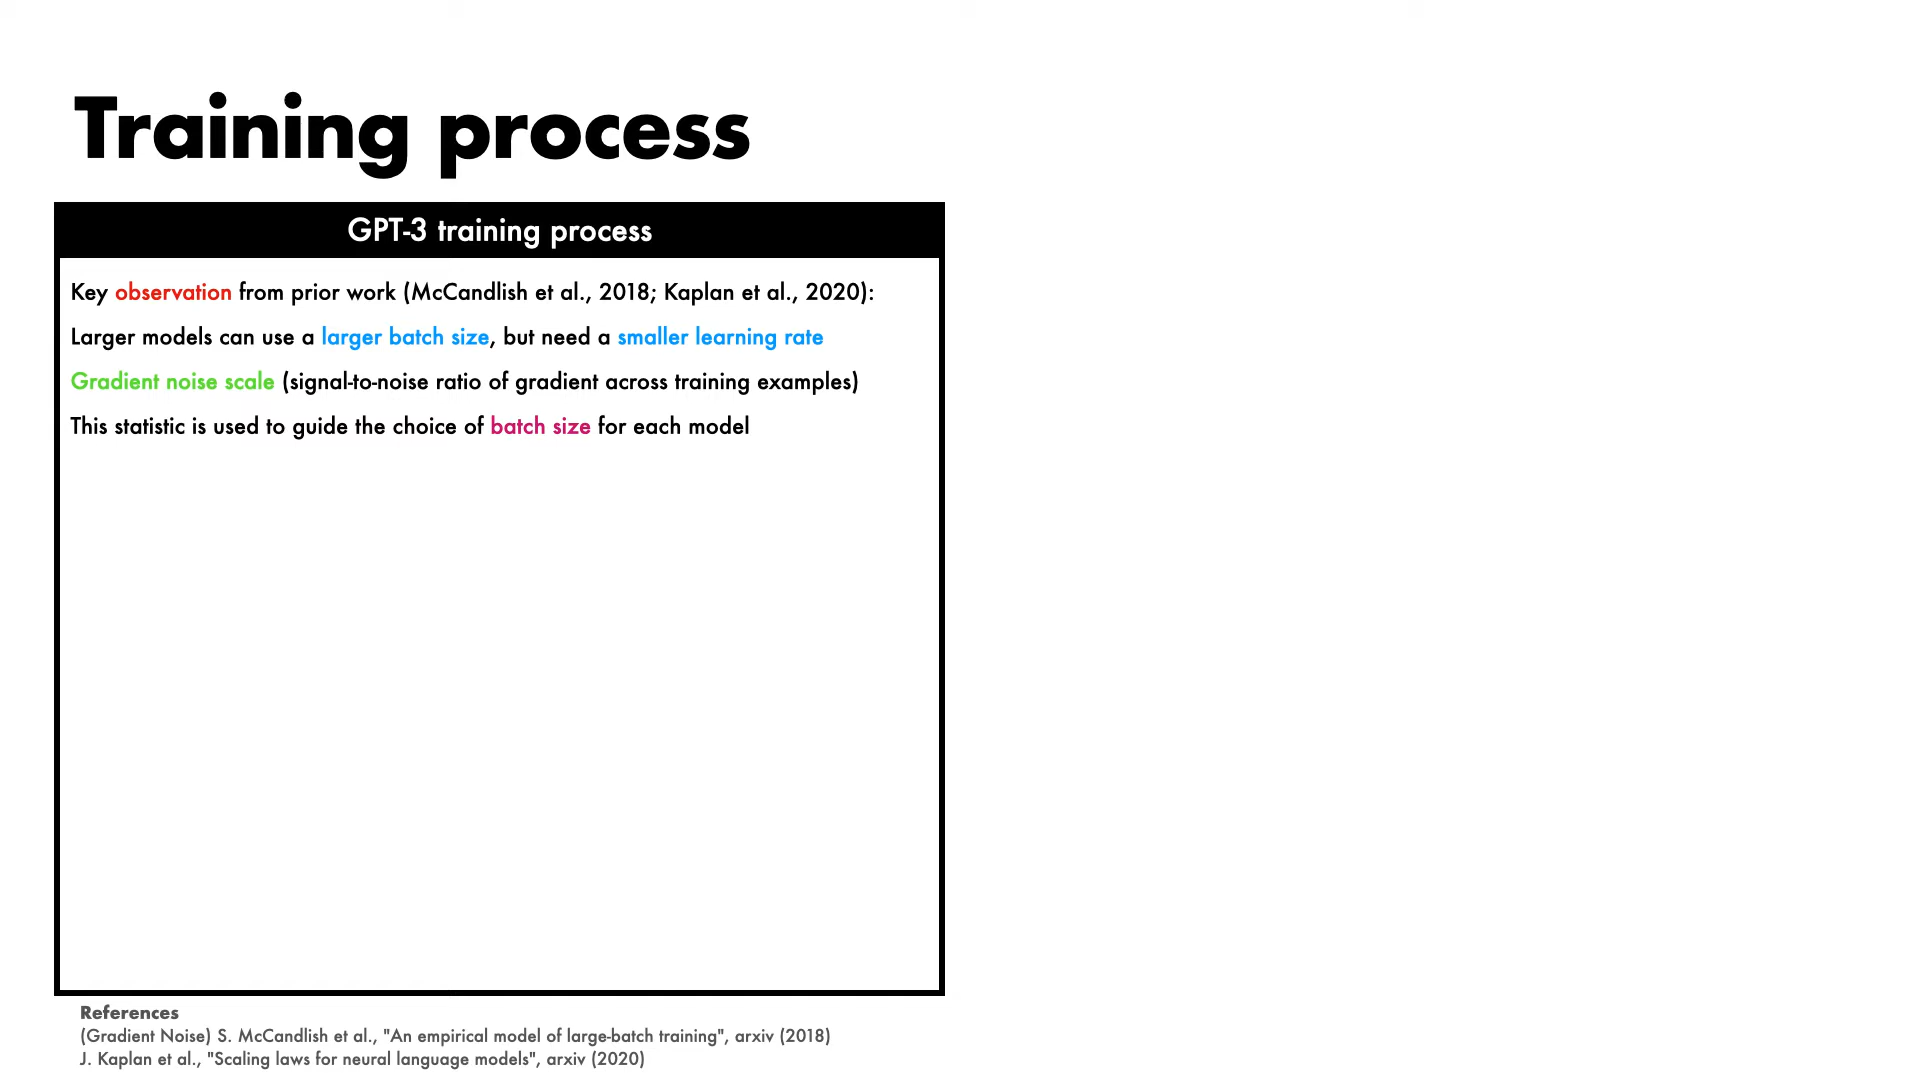 Training process
GPT-3 training process
Key observation from prior work (McCandlish et al., 2018; Kaplan et al., 2020):
Larger models can use a larger batch size, but need a smaller learning rate
Gradient noise scale (signal-to-noise ratio of gradient across training examples)
This statistic is used to guide the choice of batch size for each model
References
(Gradient Noise) S. McCandlish et al., "An empirical model of large-batch training", arxiv (2018)
J. Kaplan et al., "Scaling laws for neural language models", arxiv (2020)